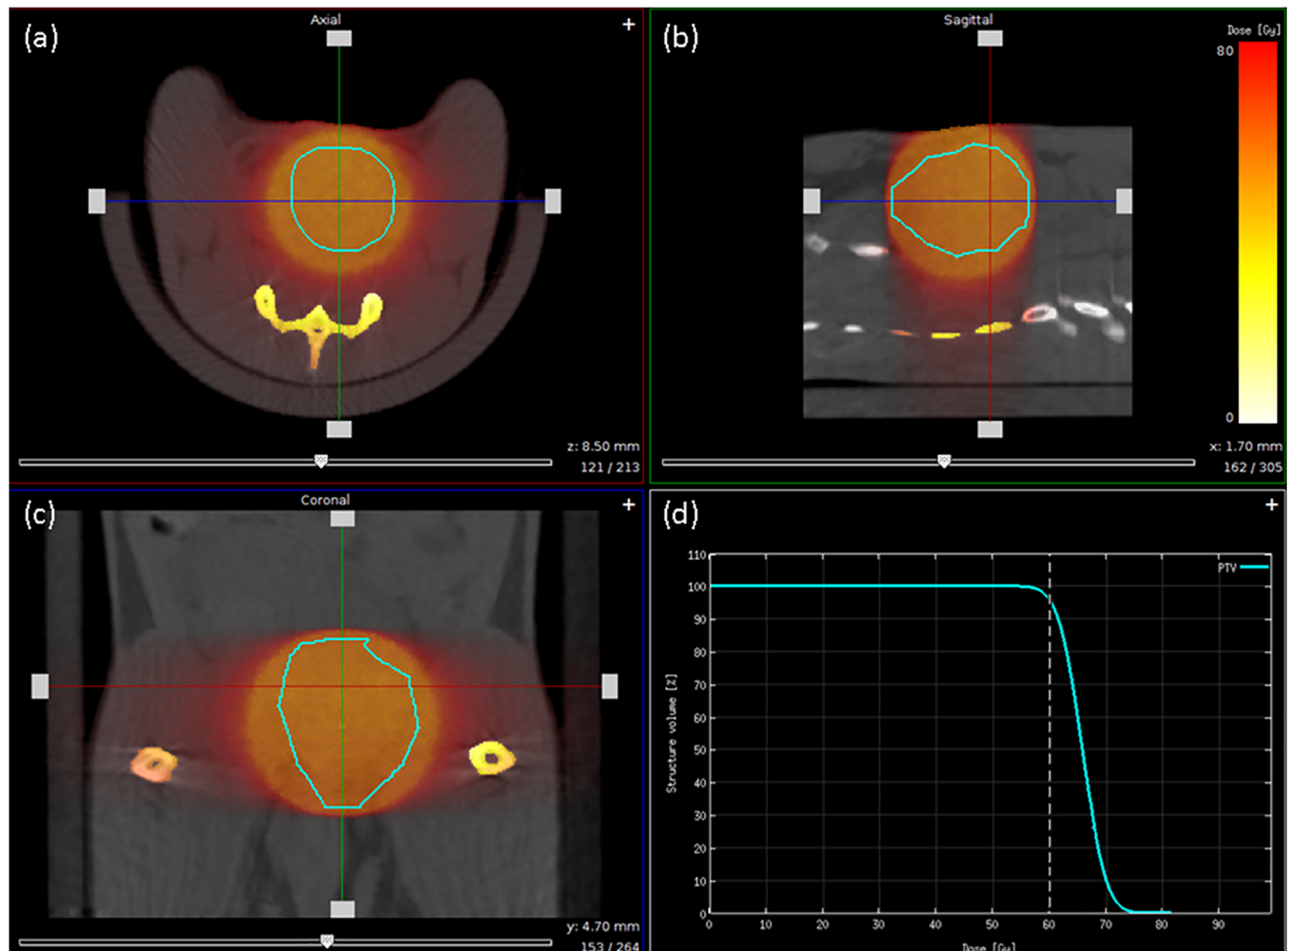 (a)
Axial
+
z: 8.50 mm
121 / 213
(b)
Sagittal
Dose [Gy]
80
0
x: 1.70 mm
162 / 305
(c)
Coronal
+
y: 4.70 mm
153 / 264
(d)
+
PTV
110
100
90
80
70
60
50
40
30
20
10
0
Structure volume [%]
0 10 20 30 40 50 60 70 80 90
Dose [Gy]